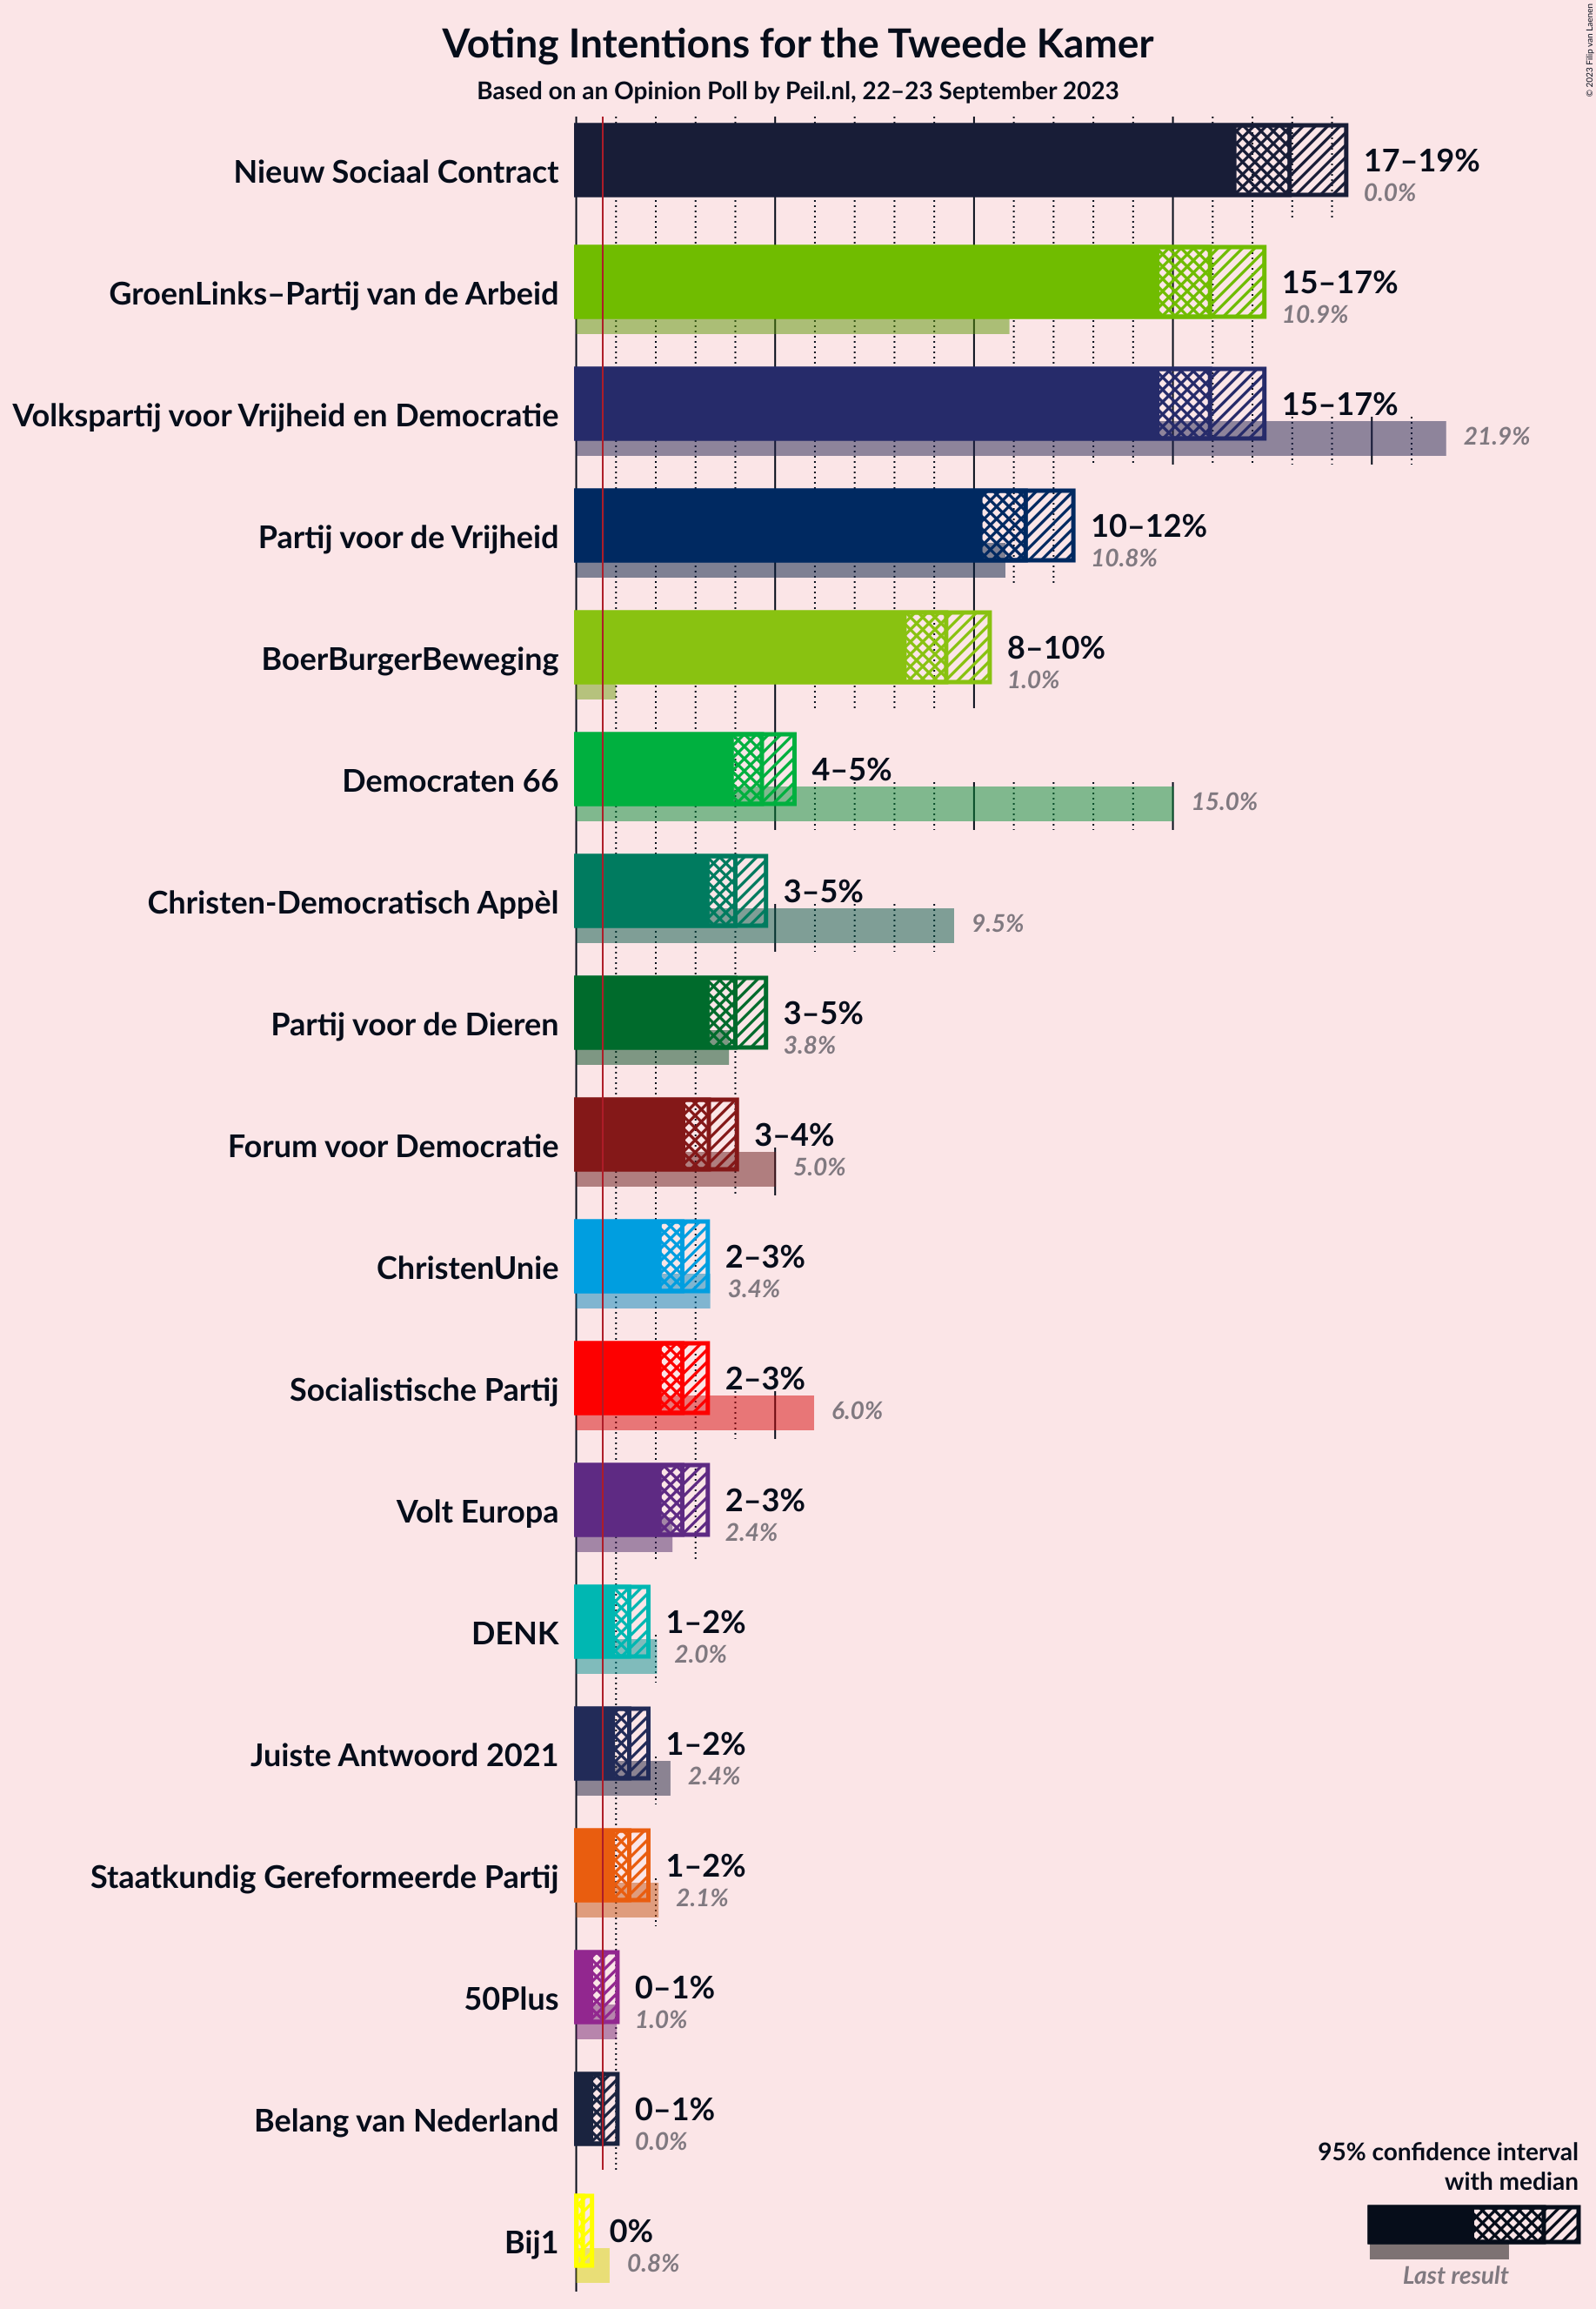 Voting Intentions for the Tweede Kamer
Based on an Opinion Poll by Peil.nl, 22–23 September 2023
© 2023 Filip van Laenen
Nieuw Sociaal Contract
17–19%
0.0%
GroenLinks–Partij van de Arbeid
15–17%
10.9%
Volkspartij voor Vrijheid en Democratie
15–17%
21.9%
Partij voor de Vrijheid
10–12%
10.8%
BoerBurgerBeweging
8–10%
1.0%
Democraten 66
4–5%
15.0%
Christen-Democratisch Appèl
3–5%
9.5%
Partij voor de Dieren
3–5%
3.8%
Forum voor Democratie
3–4%
5.0%
ChristenUnie
2–3%
3.4%
Socialistische Partij
2–3%
6.0%
Volt Europa
2–3%
2.4%
DENK
1–2%
2.0%
Juiste Antwoord 2021
1–2%
2.4%
Staatkundig Gereformeerde Partij
1–2%
2.1%
50Plus
0–1%
1.0%
Belang van Nederland
0–1%
0.0%
Bij1
0%
0.8%
95% confidence interval
with median
Last result